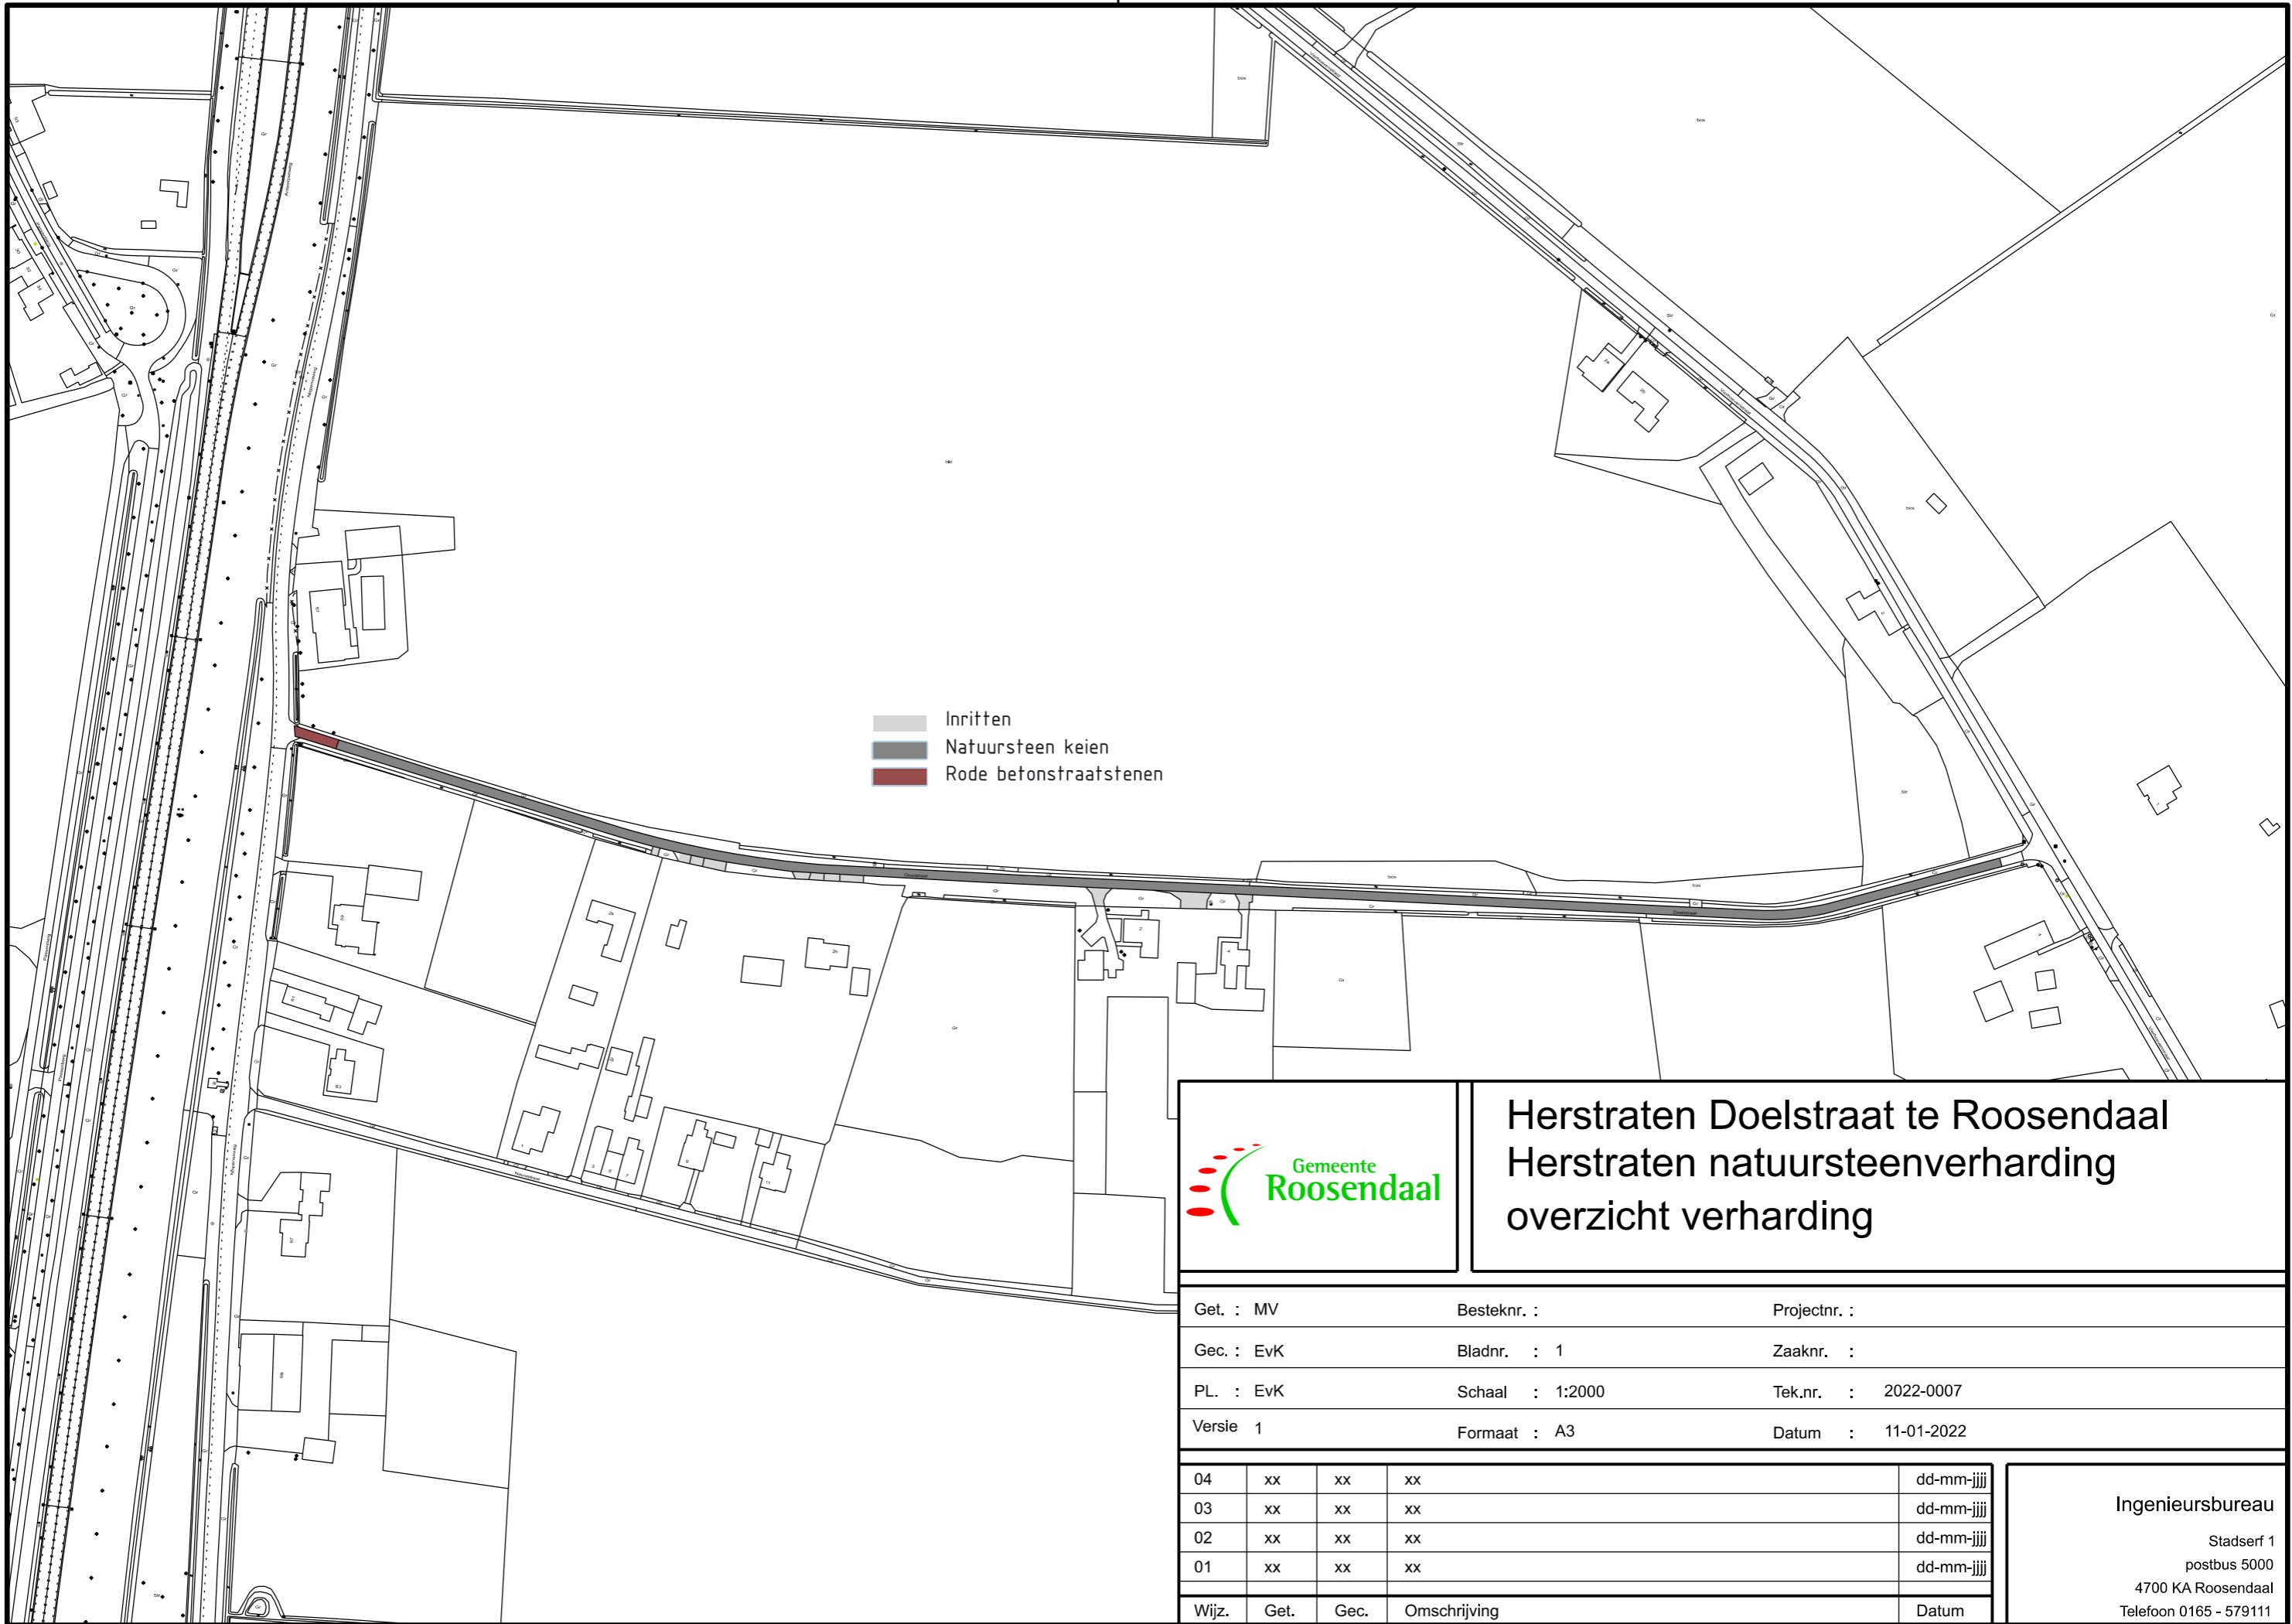 Inritten
Natuursteen keien
Rode betonstraatstenen
Doelstraat
Doelstraat
Gemeente
Roosendaal
Herstraten Doelstraat te Roosendaal
Herstraten natuursteenverharding
overzicht verharding
Get. : MV Besteknr. : Projectnr. :
Gec. : EvK Bladnr. : 1 Zaaknr. :
PL. : EvK Schaal : 1:2000 Tek.nr. : 2022-0007
Versie 1 Formaat : A3 Datum : 11-01-2022
04 xx xx xx dd-mm-jjjj
03 xx xx xx dd-mm-jjjj
02 xx xx xx dd-mm-jjjj
01 xx xx xx dd-mm-jjjj
Wijz. Get. Gec. Omschrijving Datum
Ingenieursbureau
Stadserf 1
postbus 5000
4700 KA Roosendaal
Telefoon 0165 - 579111